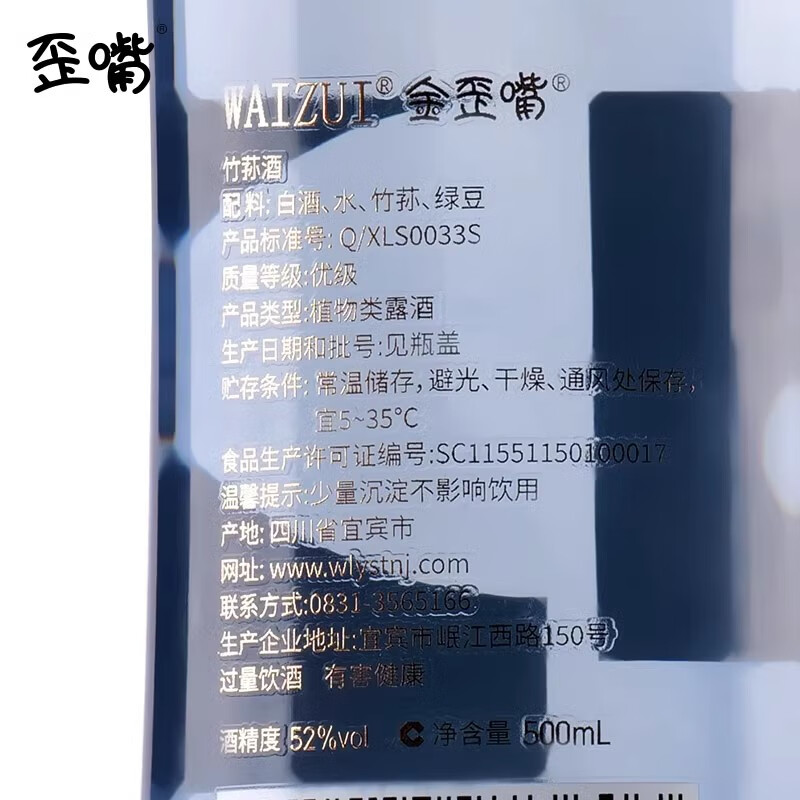 歪嘴®
WAIZUI® 金歪嘴®
竹荪酒
配料: 白酒、水、竹荪、绿豆
产品标准号: Q/XLS0033S
质量等级:优级
产品类型:植物类露酒
生产日期和批号:见瓶盖
贮存条件: 常温储存,避光、干燥、通风处保存,
宜5~35℃
食品生产许可证编号:SC11551150100017
温馨提示:少量沉淀不影响饮用
产地: 四川省宜宾市
网址: www.wlystnj.com
联系方式:0831-3565166
生产企业地址:宜宾市岷江西路150号
过量饮酒 有害健康
酒精度 52%vol C 净含量 500mL